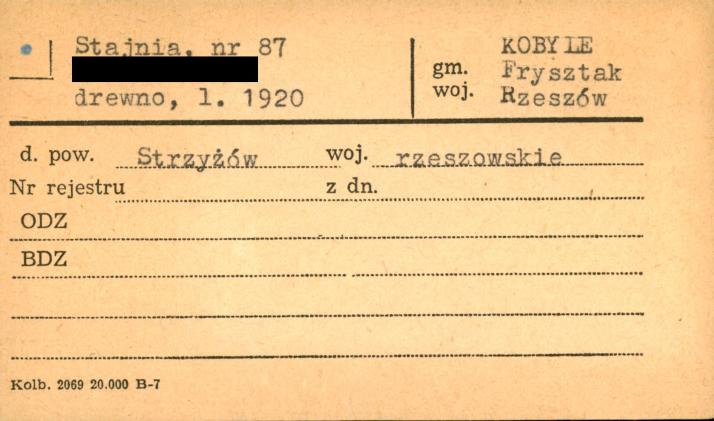 Stajnia, nr 87
drewno, l. 1920
KOBYLE
gm. Frysztak
woj. Rzeszów
d. pow. Strzyżów woj. rzeszowskie
Nr rejestru z dn.
ODZ
BDZ
Kolb. 2069 20.000 B-7